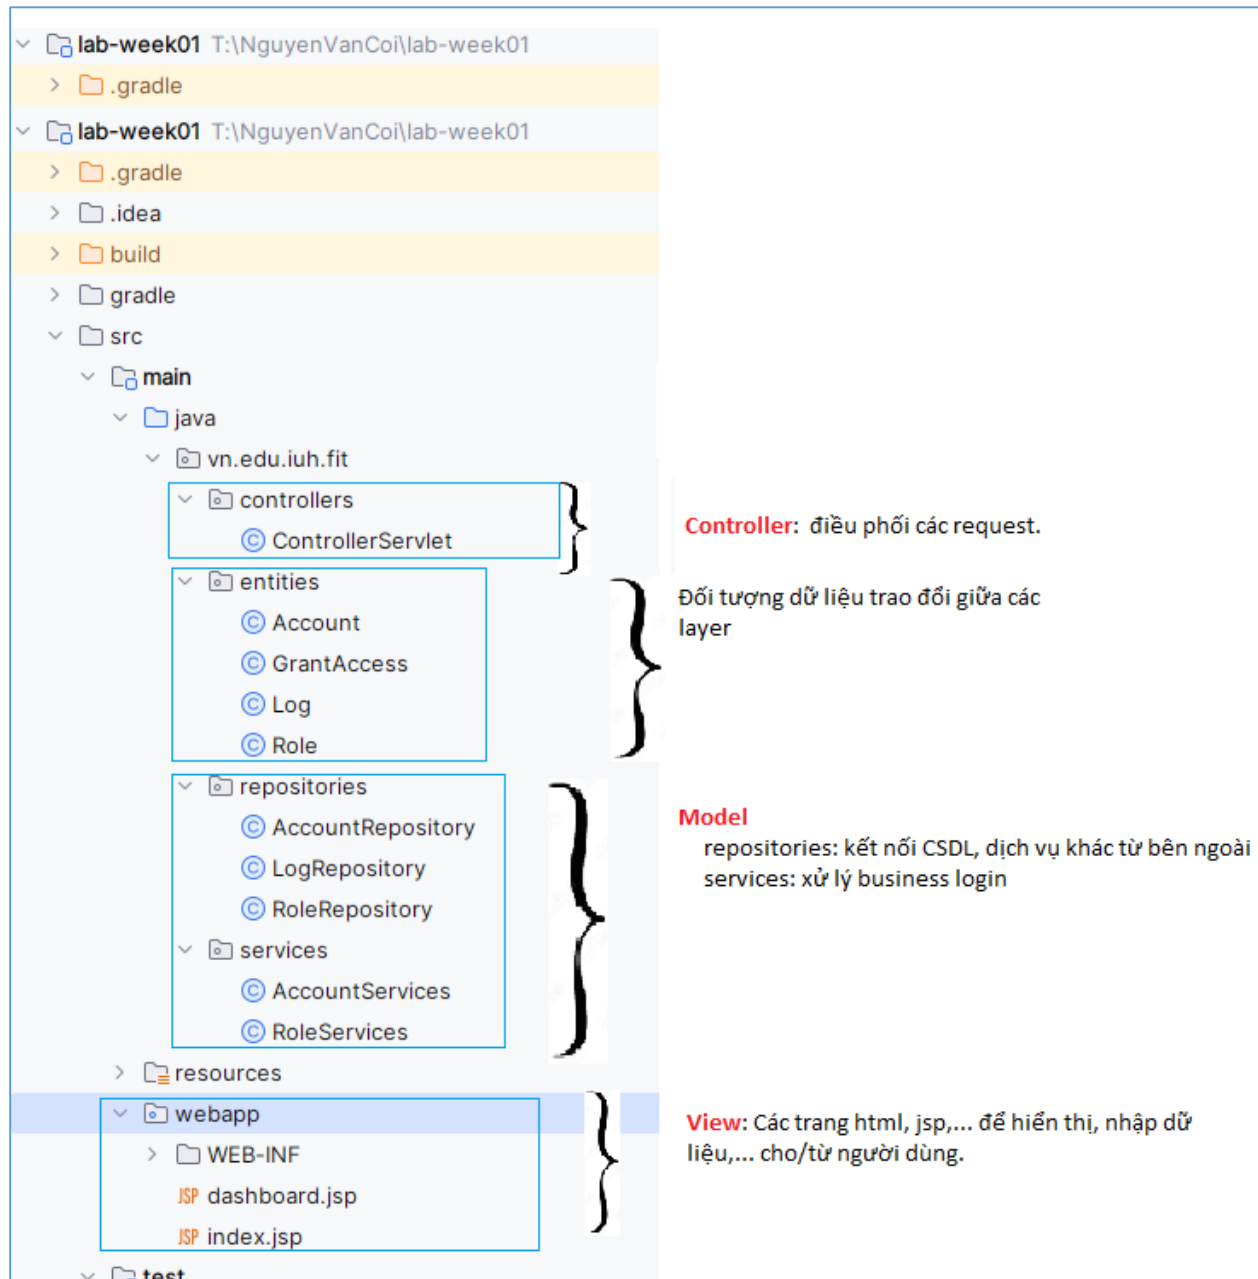 lab-week01 T:\NguyenVanCoi\lab-week01
.gradle
lab-week01 T:\NguyenVanCoi\lab-week01
.gradle
.idea
build
gradle
src
main
java
vn.edu.iuh.fit
controllers
ControllerServlet
Controller: điều phối các request.
entities
Account
GrantAccess
Log
Role
Đối tượng dữ liệu trao đổi giữa các
layer
repositories
AccountRepository
LogRepository
RoleRepository
services
AccountServices
RoleServices
Model
repositories: kết nối CSDL, dịch vụ khác từ bên ngoài
services: xử lý business login
resources
webapp
WEB-INF
JSP dashboard.jsp
JSP index.jsp
View: Các trang html, jsp,... để hiển thị, nhập dữ
liệu,... cho/từ người dùng.
test